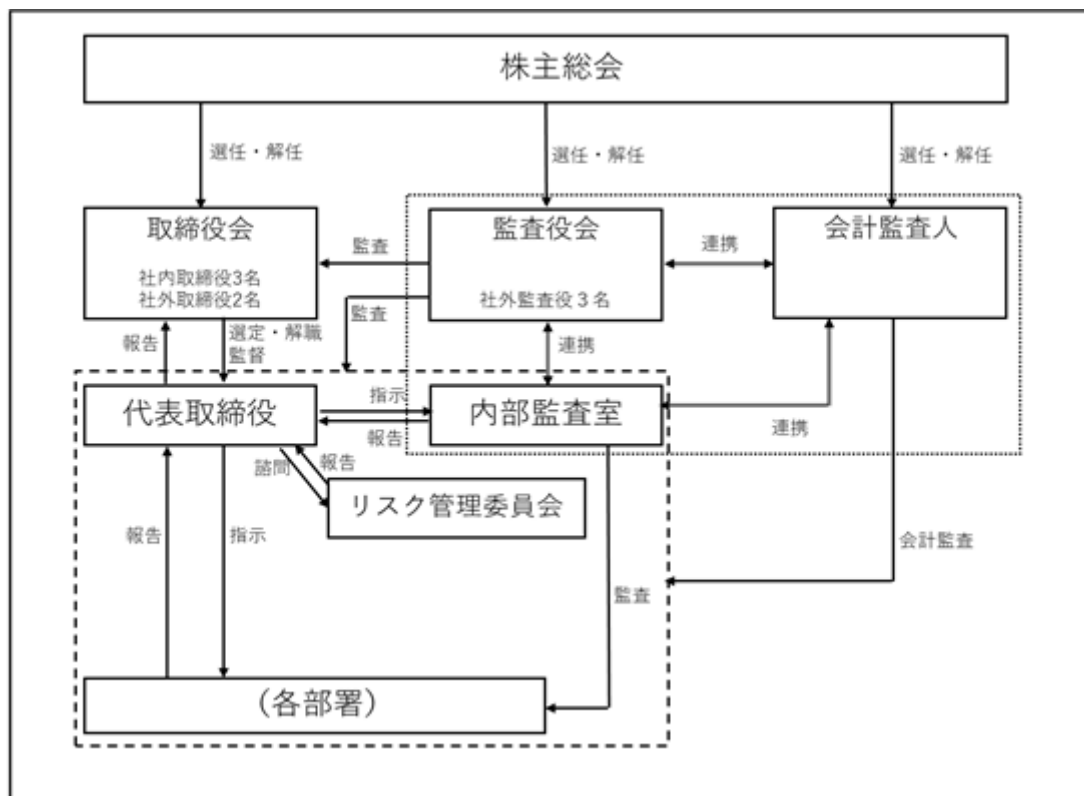 株主総会
選任・解任
選任・解任
選任・解任
取締役会
社内取締役3名
社外取締役2名
監査
監査
監査役会
社外監査役３名
連携
会計監査人
報告
選定・解職
監督
連携
代表取締役
指示
報告
内部監査室
連携
諮問
報告
リスク管理委員会
報告
指示
監査
会計監査
（各部署）